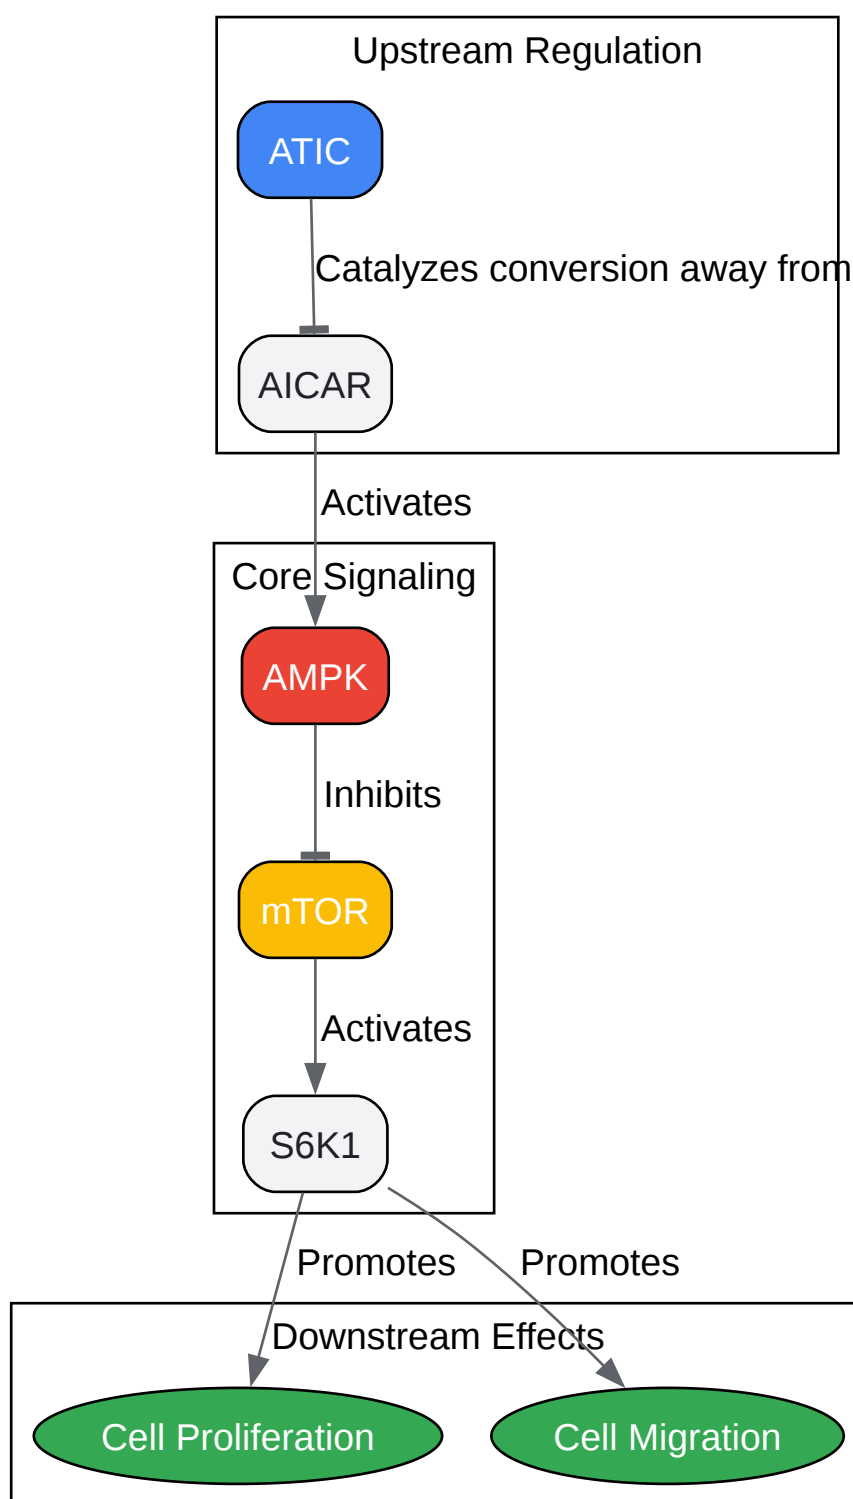 Upstream Regulation
ATIC
Catalyzes conversion away from
AICAR
Activates
Core Signaling
AMPK
Inhibits
mTOR
Activates
S6K1
Promotes
Promotes
Downstream Effects
Cell Proliferation
Cell Migration